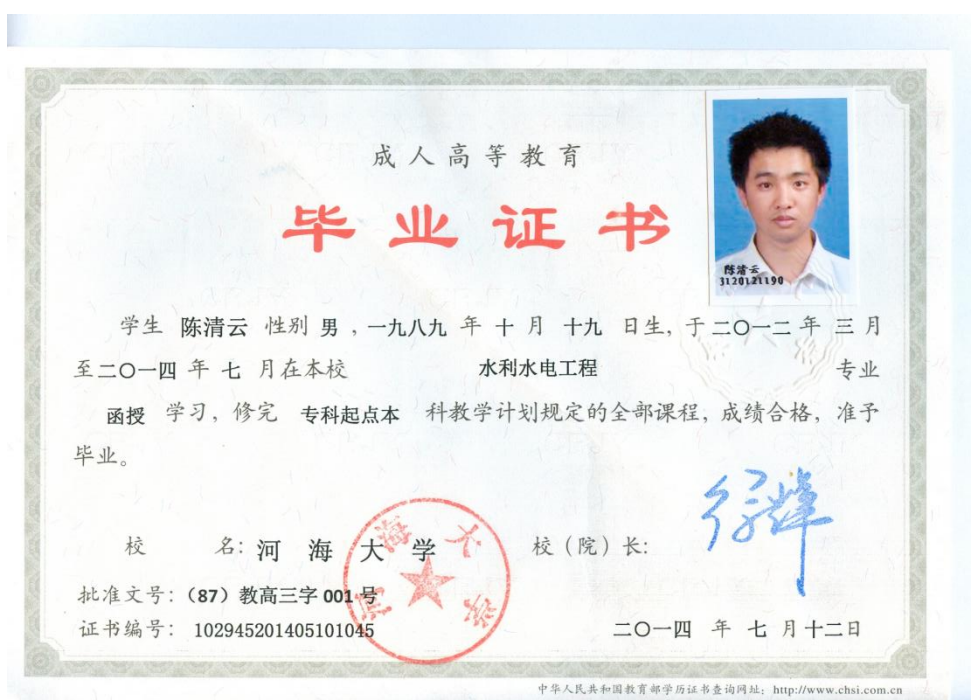 成人高等教育
毕业证书
陈清云
3120121190
学生 陈清云 性别 男 , 一九八九 年 十 月 十九 日生, 于二〇一二 年 三 月
至二〇一四 年 七 月在本校 水利水电工程 专业
函授 学习, 修完 专科起点本 科教学计划规定的全部课程, 成绩合格, 准予
毕业。
校 名: 河海大学 校（院）长: 徐辉
河海大学
批准文号:（87）教高三字 001 号
证书编号: 102945201405101045 二〇一四 年 七 月十二日
中华人民共和国教育部学历证书查询网址: http://www.chsi.com.cn